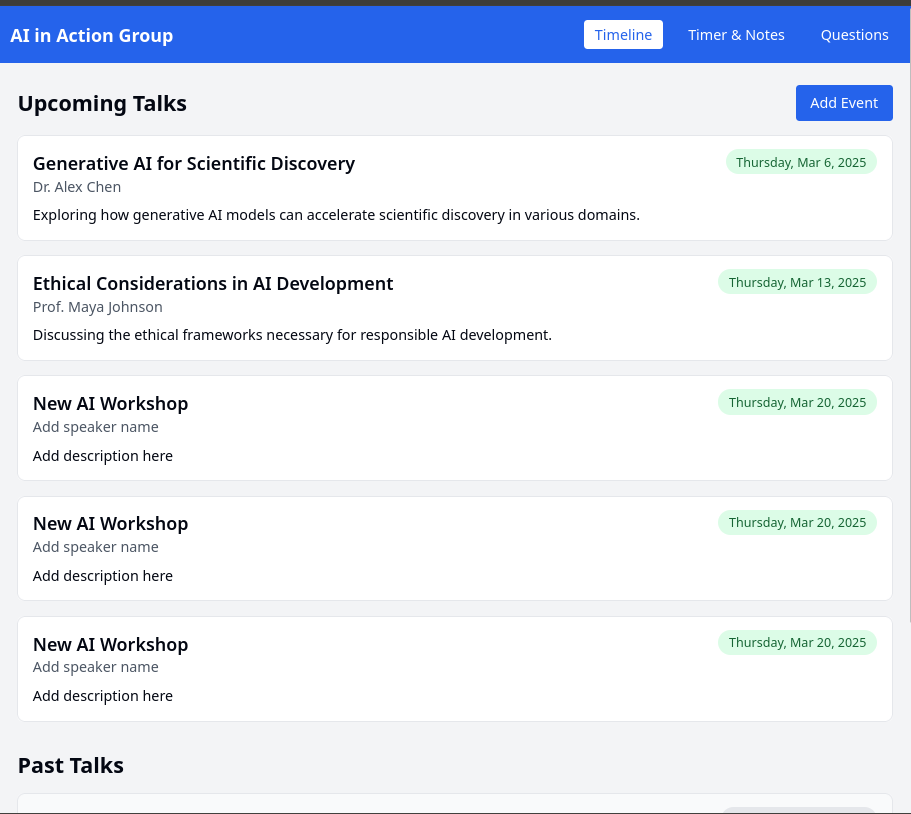 AI in Action Group
Timeline
Timer & Notes
Questions
Upcoming Talks
Add Event
Generative AI for Scientific Discovery
Thursday, Mar 6, 2025
Dr. Alex Chen
Exploring how generative AI models can accelerate scientific discovery in various domains.
Ethical Considerations in AI Development
Thursday, Mar 13, 2025
Prof. Maya Johnson
Discussing the ethical frameworks necessary for responsible AI development.
New AI Workshop
Thursday, Mar 20, 2025
Add speaker name
Add description here
New AI Workshop
Thursday, Mar 20, 2025
Add speaker name
Add description here
New AI Workshop
Thursday, Mar 20, 2025
Add speaker name
Add description here
Past Talks